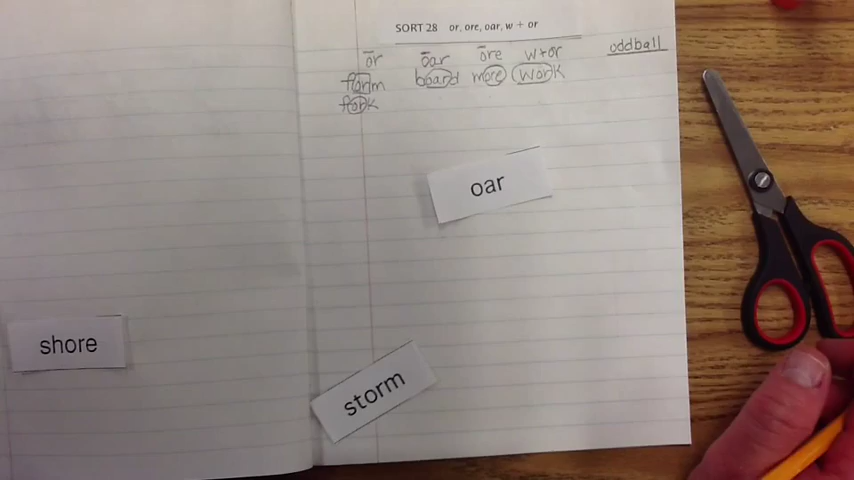 SORT 28 or, ore, oar, w + or
or oar ore w+or oddball
form board more work
fork
oar
shore
storm